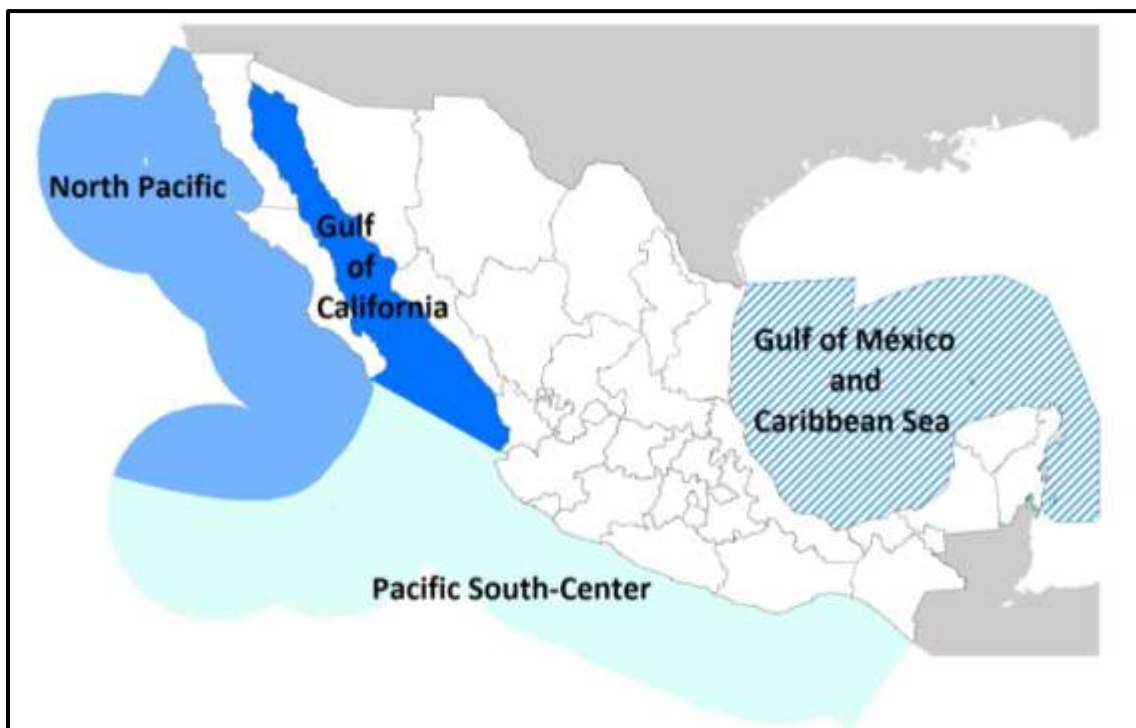 North Pacific
Gulf
of
California
Gulf of México
and
Caribbean Sea
Pacific South-Center